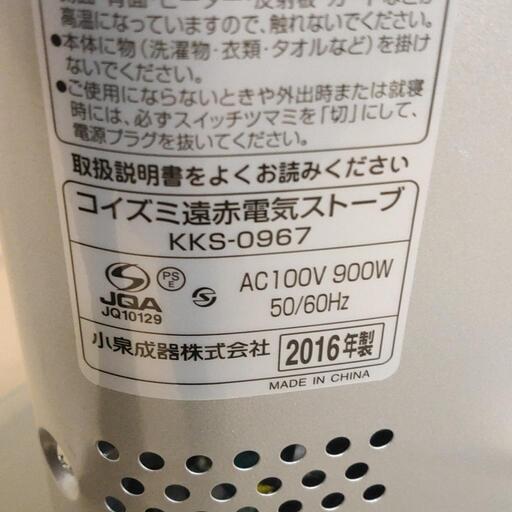 高温になっていますので、触れないでください。
●本体に物(洗濯物・衣類・タオルなど)を掛け
ないでください。
●ご使用にならないときや外出時または就寝
時には、必ずスイッチツマミを「切」にして、
電源プラグを抜いてください。
取扱説明書をよくお読みください
コイズミ遠赤電気ストーブ
KKS-0967
PS
E
S
JQA
JQ10129
AC100V 900W
50/60Hz
小泉成器株式会社
2016年製
MADE IN CHINA